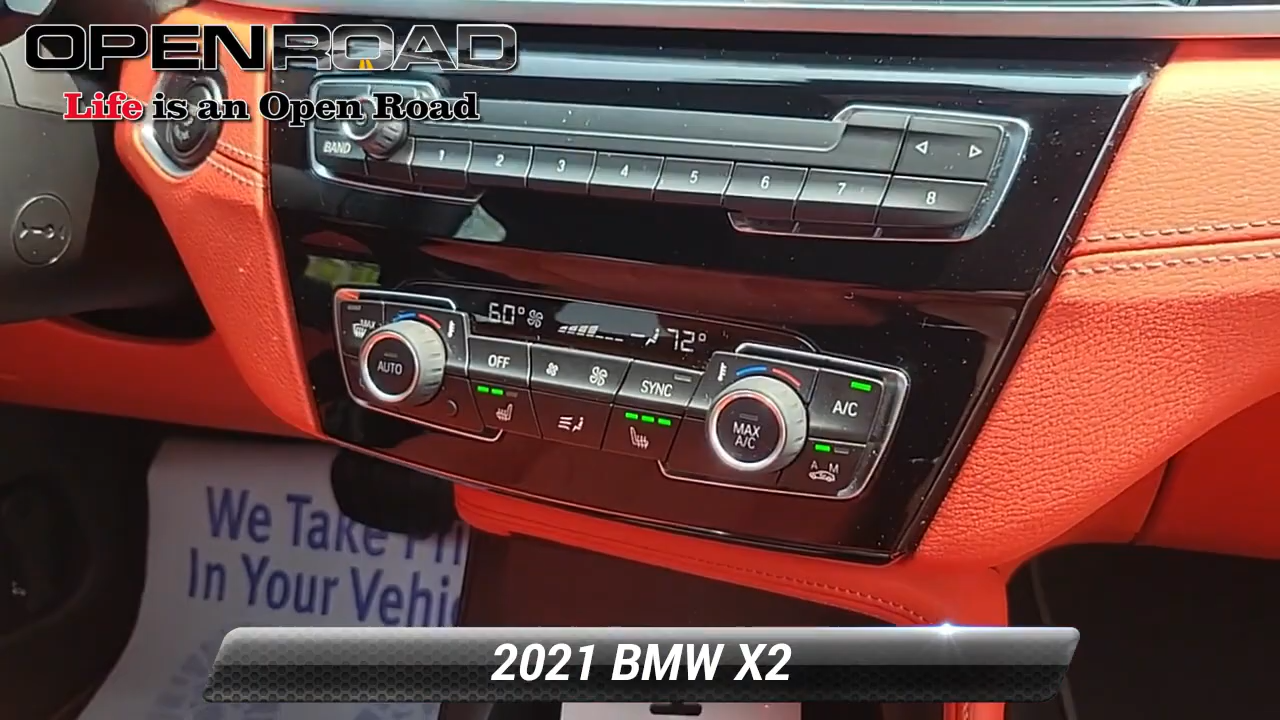 OPENROAD
Life is an Open Road
BAND
1 2 3 4 5 6 7 8
60° 72°
MAX
AUTO
OFF
SYNC
MAX
A/C
A/C
A M
We Take
In Your
2021 BMW X2